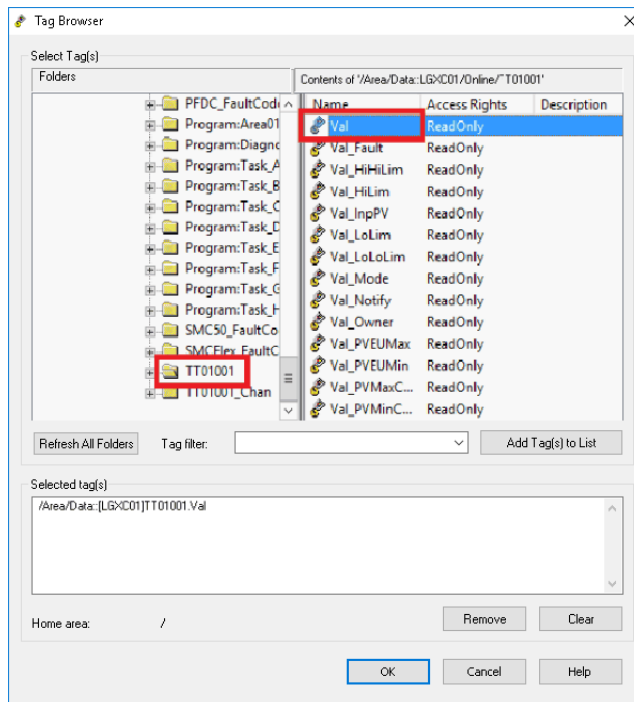 Tag Browser
Select Tag(s)
Folders
Contents of '/Area/Data::LGXC01/Online/~T01001'
PFDC_FaultCod
Program:Area01
Program:Diagno
Program:Task_A
Program:Task_B
Program:Task_C
Program:Task_D
Program:Task_E
Program:Task_F
Program:Task_G
Program:Task_H
SMC50_FaultCo
SMCFlex_FaultC
TT01001
TT01001_Chan
Name Access Rights Description
Val ReadOnly
Val_Fault ReadOnly
Val_HiHiLim ReadOnly
Val_HiLim ReadOnly
Val_InpPV ReadOnly
Val_LoLim ReadOnly
Val_LoLoLim ReadOnly
Val_Mode ReadOnly
Val_Notify ReadOnly
Val_Owner ReadOnly
Val_PVEUMax ReadOnly
Val_PVEUMin ReadOnly
Val_PVMaxC... ReadOnly
Val_PVMinC... ReadOnly
Refresh All Folders Tag filter: Add Tag(s) to List
Selected tag(s)
/Area/Data::[LGXC01]TT01001.Val
Home area: / Remove Clear
OK Cancel Help